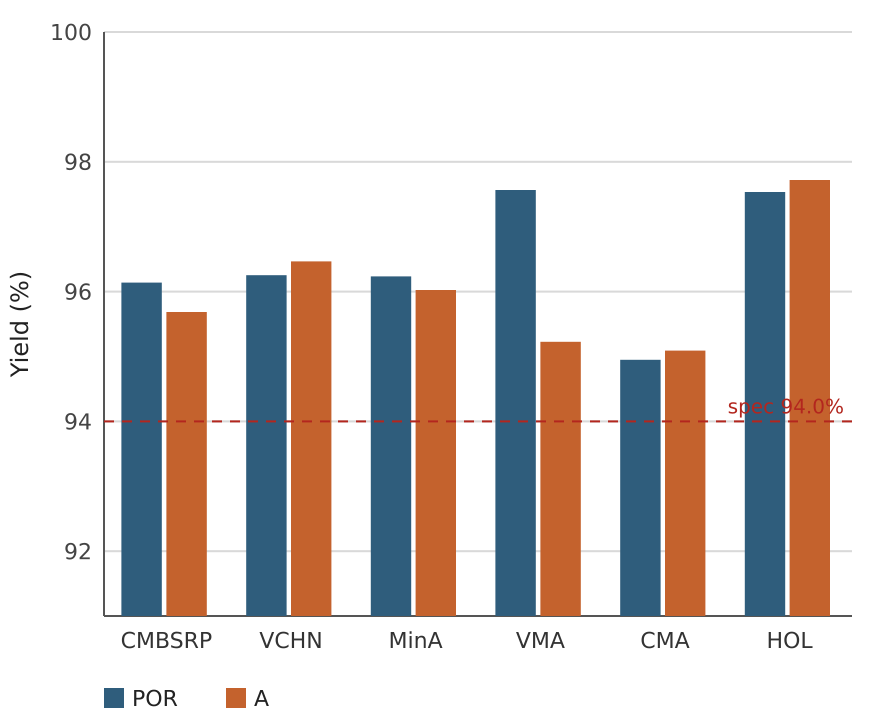 100
98
96
94
92
Yield (%)
spec 94.0%
CMBSRP VCHN MinA VMA CMA HOL
POR A